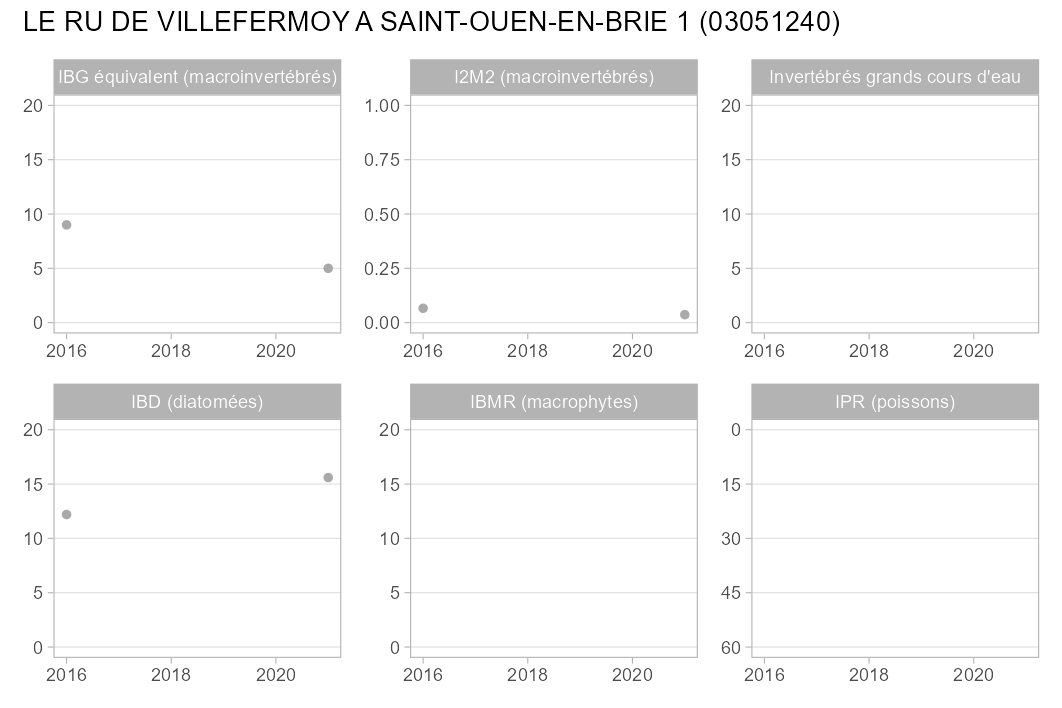 LE RU DE VILLEFERMOY A SAINT-OUEN-EN-BRIE 1 (03051240)
IBG équivalent (macroinvertébrés)
20
15
10
5
0
2016 2018 2020
I2M2 (macroinvertébrés)
1.00
0.75
0.50
0.25
0.00
2016 2018 2020
Invertébrés grands cours d'eau
20
15
10
5
0
2016 2018 2020
IBD (diatomées)
20
15
10
5
0
2016 2018 2020
IBMR (macrophytes)
20
15
10
5
0
2016 2018 2020
IPR (poissons)
0
15
30
45
60
2016 2018 2020